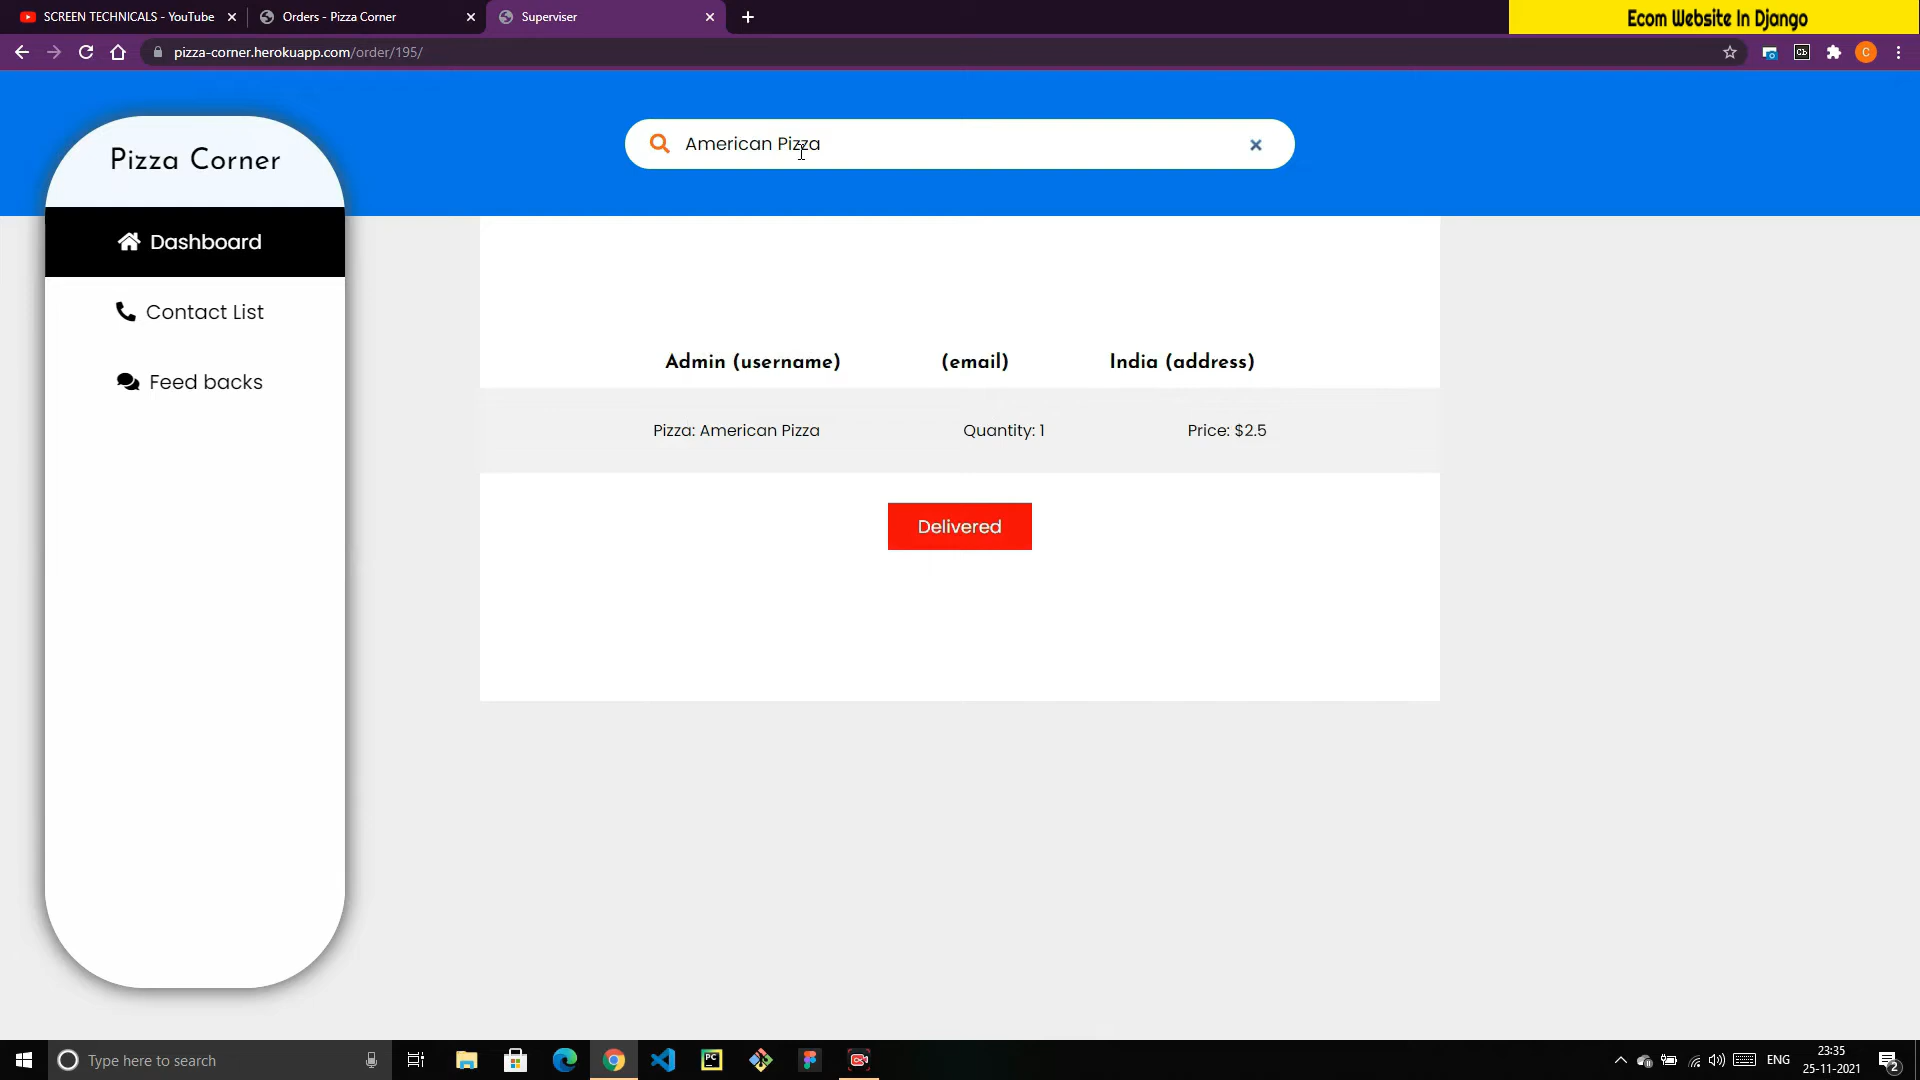 SCREEN TECHNICALS - YouTube
Orders - Pizza Corner
Superviser
Ecom Website In Django
pizza-corner.herokuapp.com/order/195/
C
Pizza Corner
American Pizza
Dashboard
Contact List
Feed backs
Admin (username) (email) India (address)
Pizza: American Pizza Quantity: 1 Price: $2.5
Delivered
Type here to search
PC
ENG
23:35
25-11-2021
2